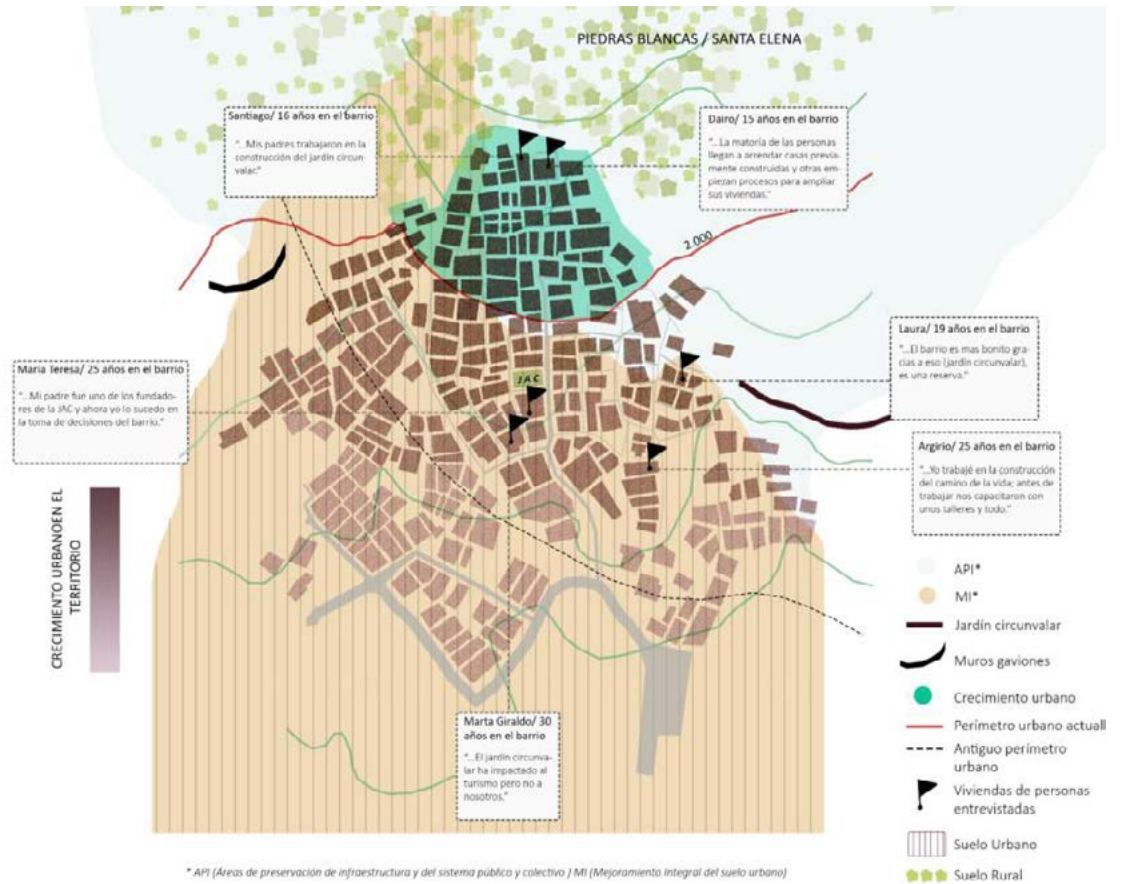 PIEDRAS BLANCAS / SANTA ELENA
Santiago/ 16 años en el barrio
"...Mis padres trabajaron en la
construcción del jardín circun-
valar."
Dairo/ 15 años en el barrio
"...La matoría de las personas
llegan a arrendar casas previa-
mente construidas y otras em-
piezan procesos para ampliar
sus viviendas."
2.000
Laura/ 19 años en el barrio
"...El barrio es mas bonito gra-
cias a eso (jardín circunvalar),
es una reserva."
Maria Teresa/ 25 años en el barrio
"...Mi padre fue uno de los fundado-
res de la JAC y ahora yo lo sucedo en
la toma de decisiones del barrio."
J.A.C
Argirio/ 25 años en el barrio
"...Yo trabajé en la construcción
del camino de la vida; antes de
trabajar nos capacitaron con
unos talleres y todo."
CRECIMIENTO URBANOEN EL
TERRITORIO
Marta Giraldo/ 30
años en el barrio
"...El jardín circunva-
lar ha impactado al
turismo pero no a
nosotros."
API*
MI*
Jardín circunvalar
Muros gaviones
Crecimiento urbano
Perímetro urbano actuall
Antiguo perímetro
urbano
Viviendas de personas
entrevistadas
Suelo Urbano
Suelo Rural
* API (Áreas de preservación de infraestructura y del sistema público y colectivo ) MI (Mejoramiento Integral del suelo urbano)